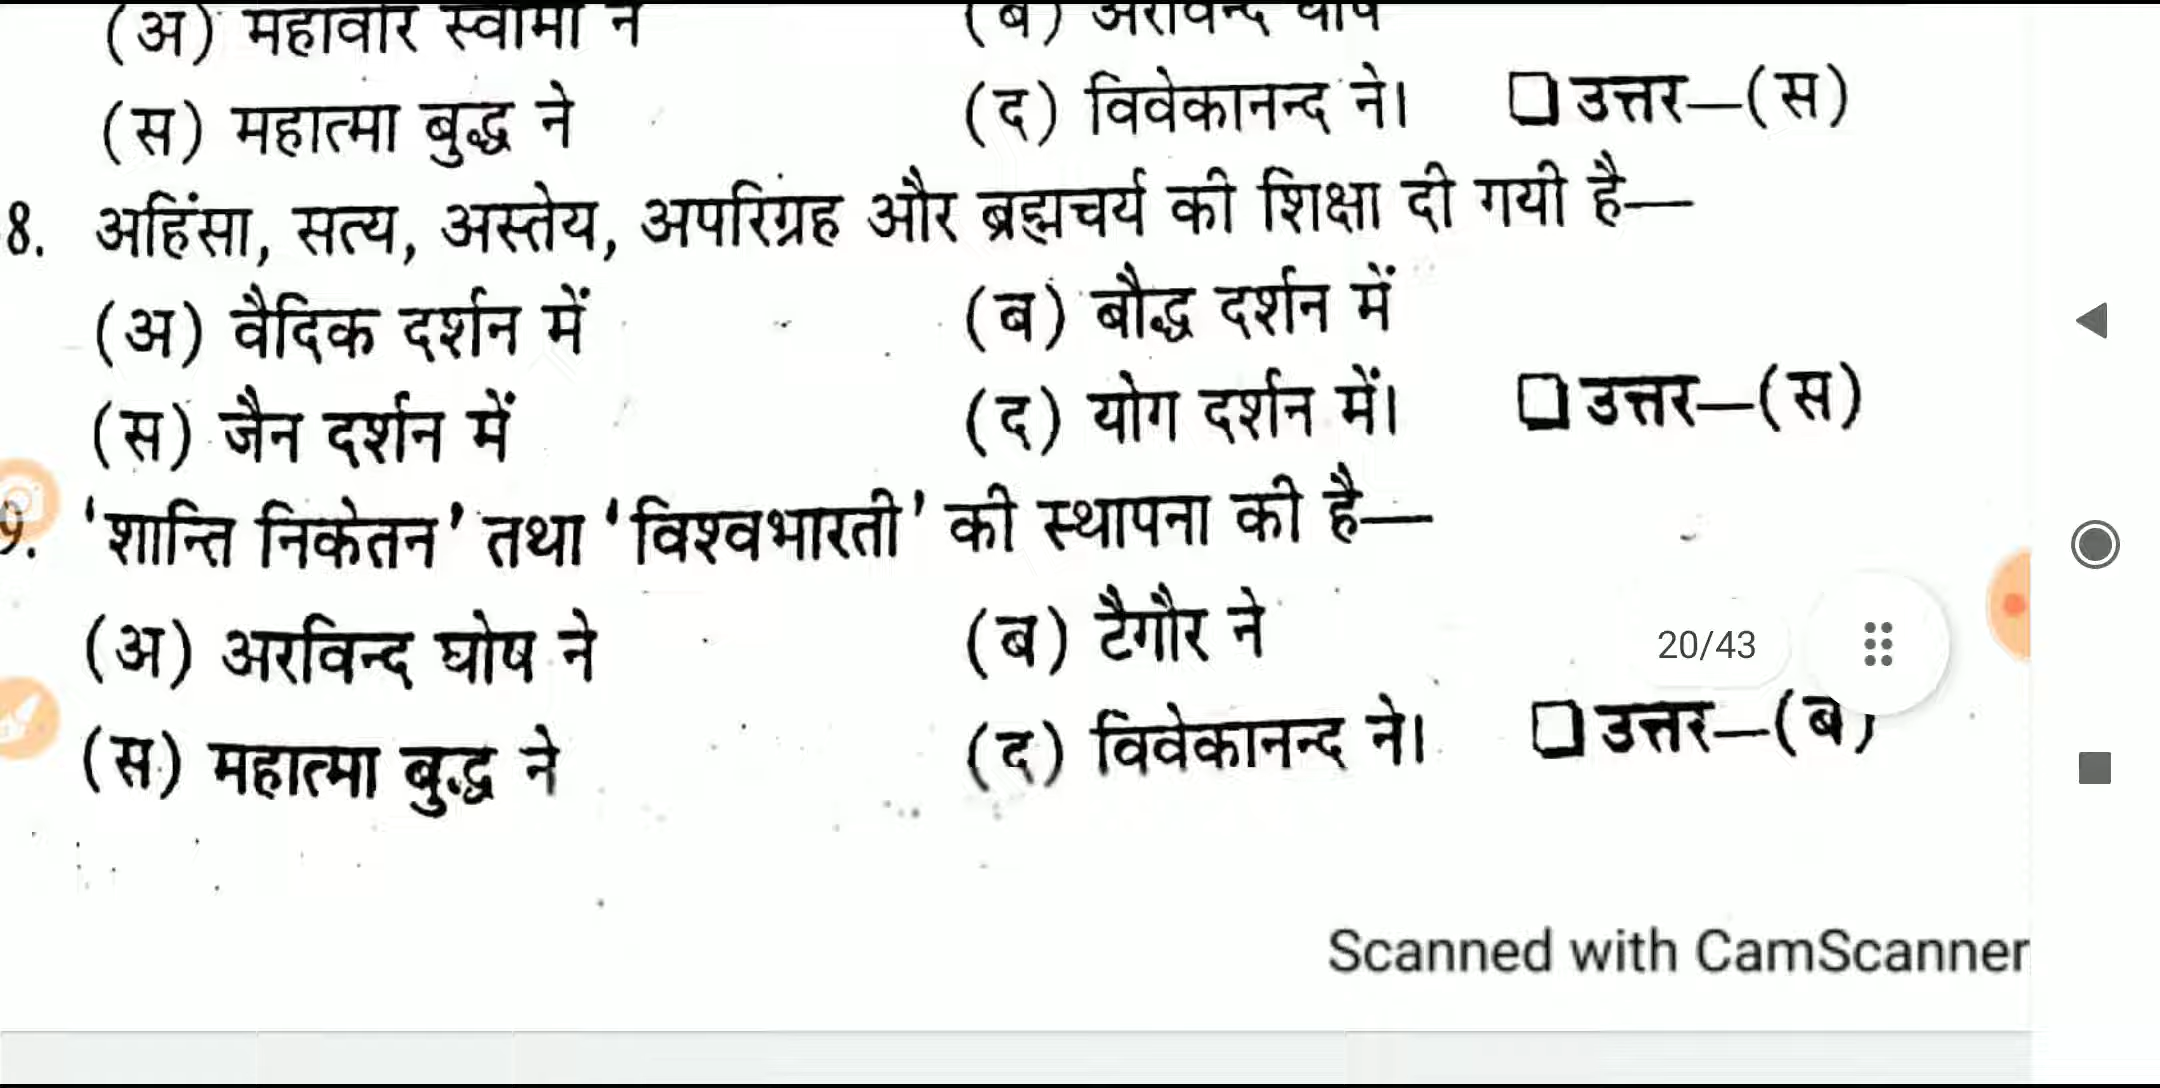 (अ) महावीर स्वामी ने (ब) अरविन्द घोष
(स) महात्मा बुद्ध ने (द) विवेकानन्द ने। उत्तर—(स)
8. अहिंसा, सत्य, अस्तेय, अपरिग्रह और ब्रह्मचर्य की शिक्षा दी गयी है—
(अ) वैदिक दर्शन में (ब) बौद्ध दर्शन में
(स) जैन दर्शन में (द) योग दर्शन में। उत्तर—(स)
9. 'शान्ति निकेतन' तथा 'विश्वभारती' की स्थापना की है—
(अ) अरविन्द घोष ने (ब) टैगौर ने
20/43
(स) महात्मा बुद्ध ने (द) विवेकानन्द ने। उत्तर—(ब)
Scanned with CamScanner